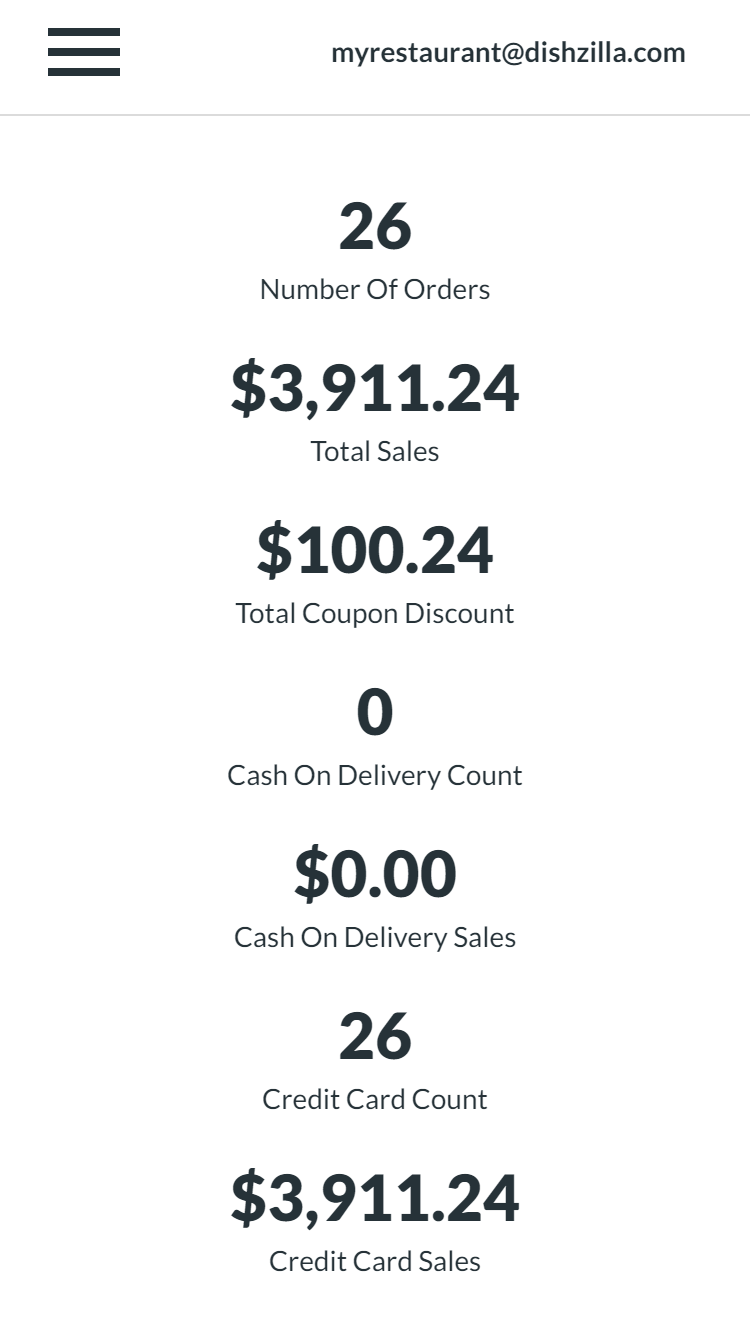 myrestaurant@dishzilla.com
26
Number Of Orders
$3,911.24
Total Sales
$100.24
Total Coupon Discount
0
Cash On Delivery Count
$0.00
Cash On Delivery Sales
26
Credit Card Count
$3,911.24
Credit Card Sales